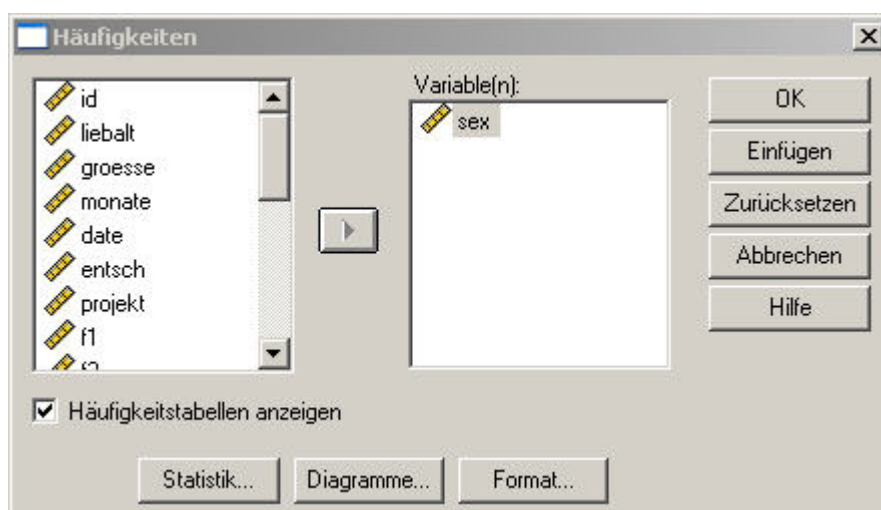 Häufigkeiten
id
liebalt
groesse
monate
date
entsch
projekt
f1
f2
Variable(n):
sex
OK
Einfügen
Zurücksetzen
Abbrechen
Hilfe
Häufigkeitstabellen anzeigen
Statistik...
Diagramme...
Format...